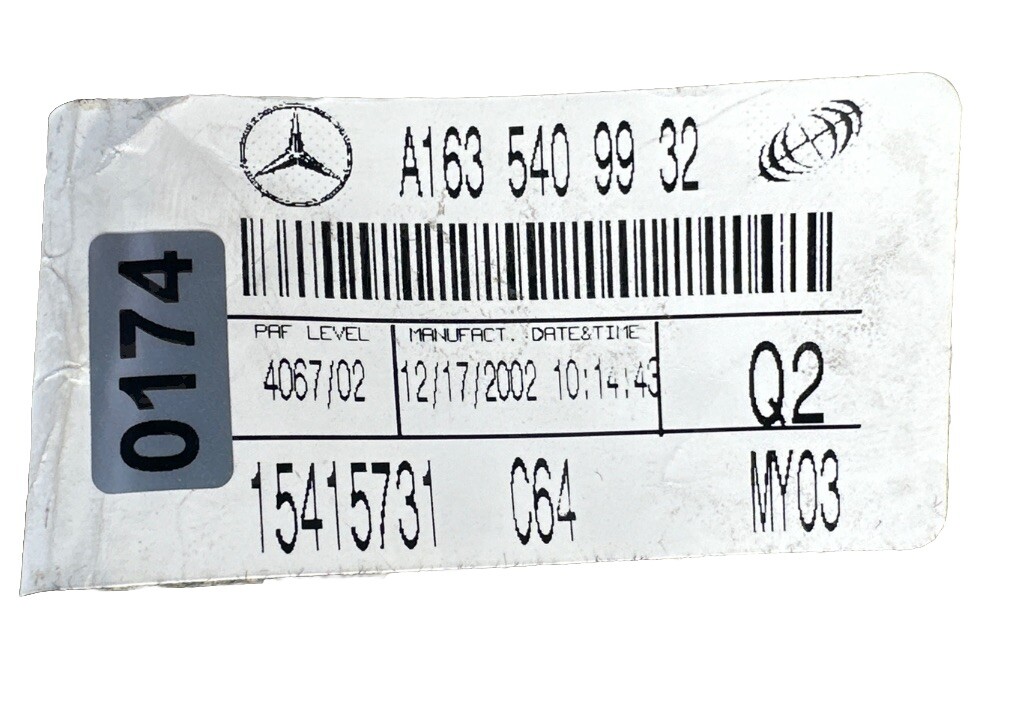 A163 540 99 32
0174
PAF LEVEL
MANUFACT. DATE&TIME
4067/02
12/17/2002 10:14:43
Q2
15415731 C64 MY03